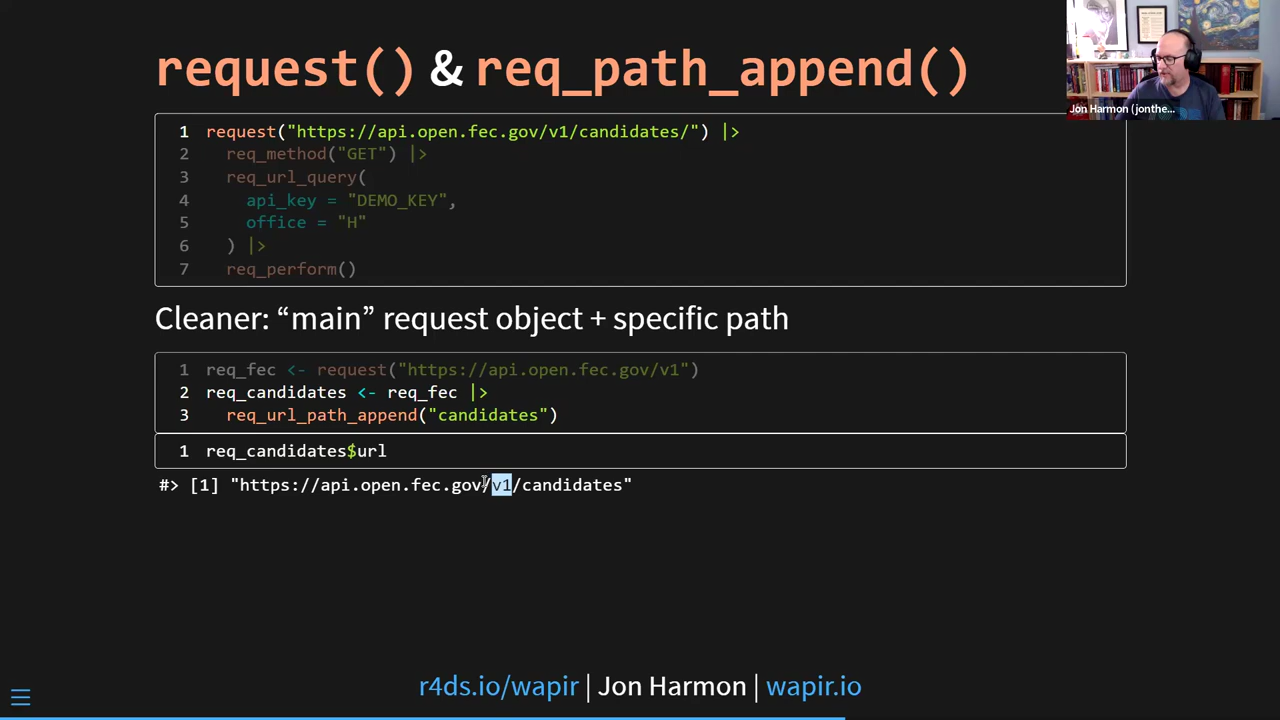 request() & req_path_append()
1 request("https://api.open.fec.gov/v1/candidates/") |>
2 req_method("GET") |>
3 req_url_query(
4 api_key = "DEMO_KEY",
5 office = "H"
6 ) |>
7 req_perform()
Jon Harmon (jonthe...
Cleaner: “main” request object + specific path
1 req_fec <- request("https://api.open.fec.gov/v1")
2 req_candidates <- req_fec |>
3 req_url_path_append("candidates")
1 req_candidates$url
#> [1] "https://api.open.fec.gov/v1/candidates"
r4ds.io/wapir | Jon Harmon | wapir.io